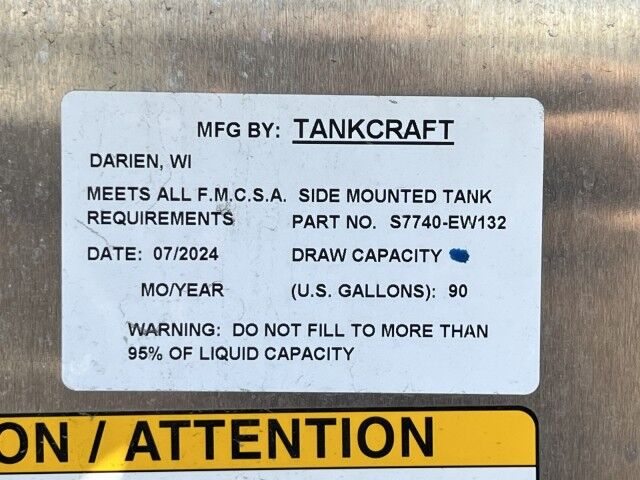 MFG BY: TANKCRAFT
DARIEN, WI
MEETS ALL F.M.C.S.A. SIDE MOUNTED TANK
REQUIREMENTS PART NO. S7740-EW132
DATE: 07/2024 DRAW CAPACITY
MO/YEAR (U.S. GALLONS): 90
WARNING: DO NOT FILL TO MORE THAN
95% OF LIQUID CAPACITY
ON / ATTENTION